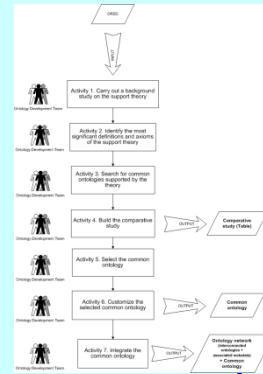 ORSD
INPUT
Activity 1. Carry out a background
study on the support theory
Ontology Development Team
Activity 2. Identify the most
significant definitions and axioms
of the support theory
Ontology Development Team
Activity 3. Search for common
ontologies supported by the
theory
Ontology Development Team
Activity 4. Build the comparative
study
Ontology Development Team
OUTPUT
Comparative
study (Table)
Activity 5. Select the common
ontology
Ontology Development Team
Activity 6. Customize the
selected common ontology
Ontology Development Team
OUTPUT
Common
ontology
Activity 7. Integrate the
common ontology
Ontology Development Team
OUTPUT
Ontology network
(interconnected
ontologies +
associated metadata)
+ Common
ontology